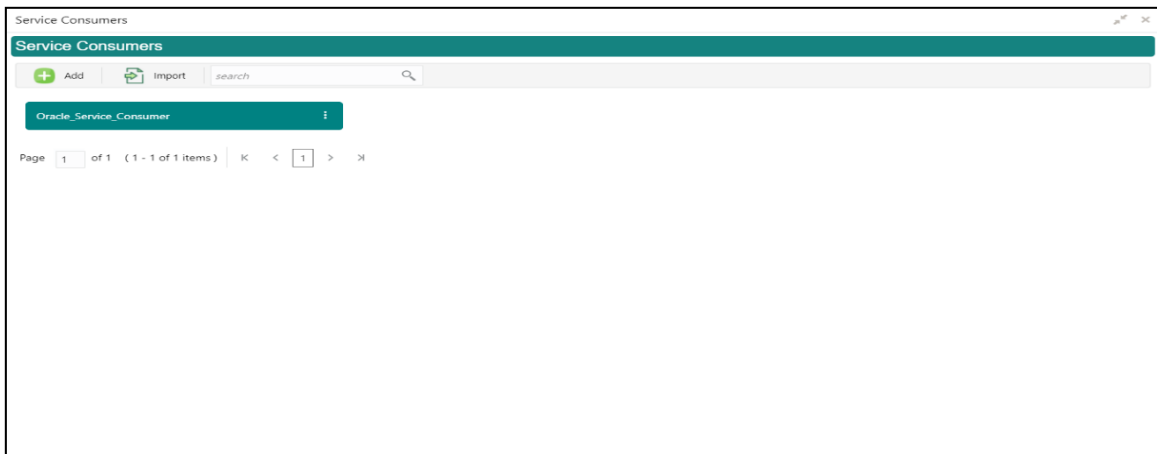 Service Consumers
Service Consumers
Add Import search
Oracle_Service_Consumer
Page 1 of 1 ( 1 - 1 of 1 items ) 1